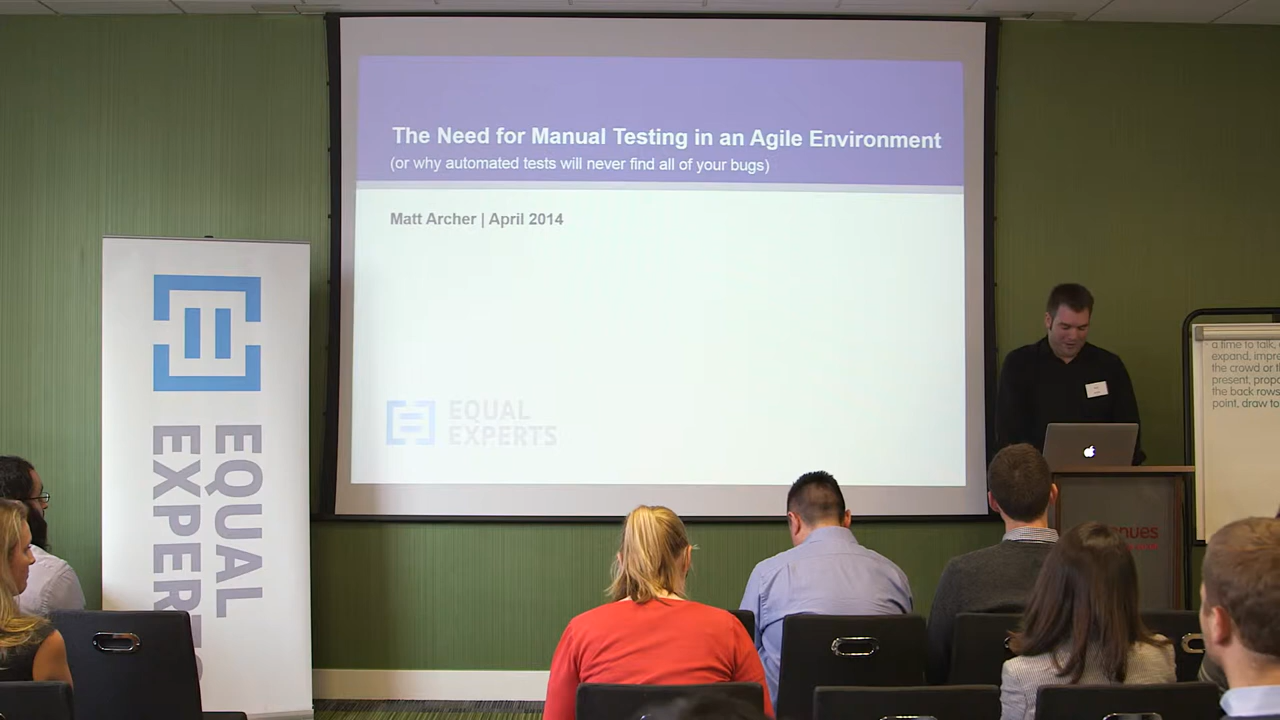 The Need for Manual Testing in an Agile Environment
(or why automated tests will never find all of your bugs)
Matt Archer | April 2014
EQUAL
EXPERTS
EQUAL
EXPERTS
a time to talk,
expand,
the crowd or
present,
the back rows
point, draw to